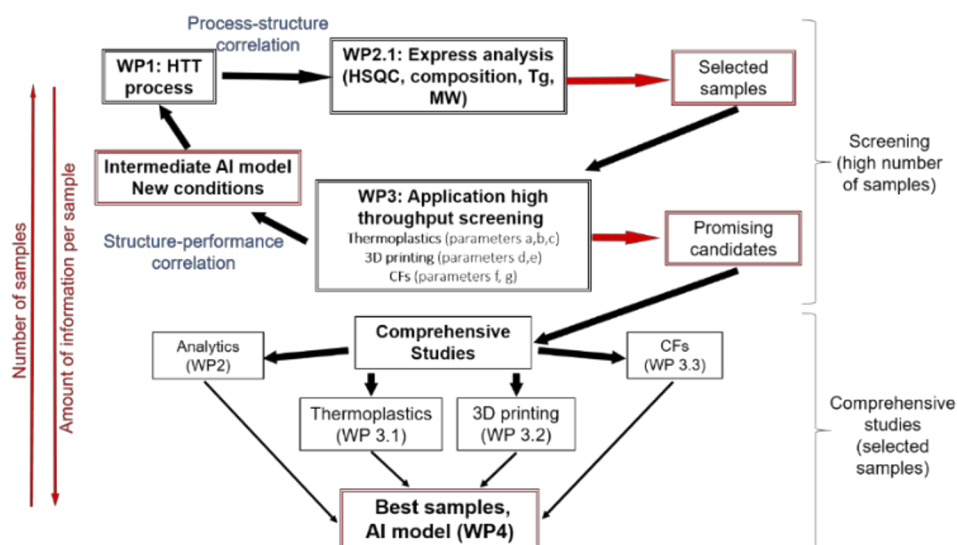 Process-structure
correlation
WP1: HTT
process
WP2.1: Express analysis
(HSQC, composition, Tg,
MW)
Selected
samples
Screening
(high number
of samples)
Intermediate AI model
New conditions
WP3: Application high
throughput screening
Thermoplastics (parameters a,b,c)
3D printing (parameters d,e)
CFs (parameters f, g)
Promising
candidates
Structure-performance
correlation
Number of samples
Amount of information per sample
Comprehensive
Studies
Analytics
(WP2)
CFs
(WP 3.3)
Thermoplastics
(WP 3.1)
3D printing
(WP 3.2)
Comprehensive
studies
(selected
samples)
Best samples,
AI model (WP4)